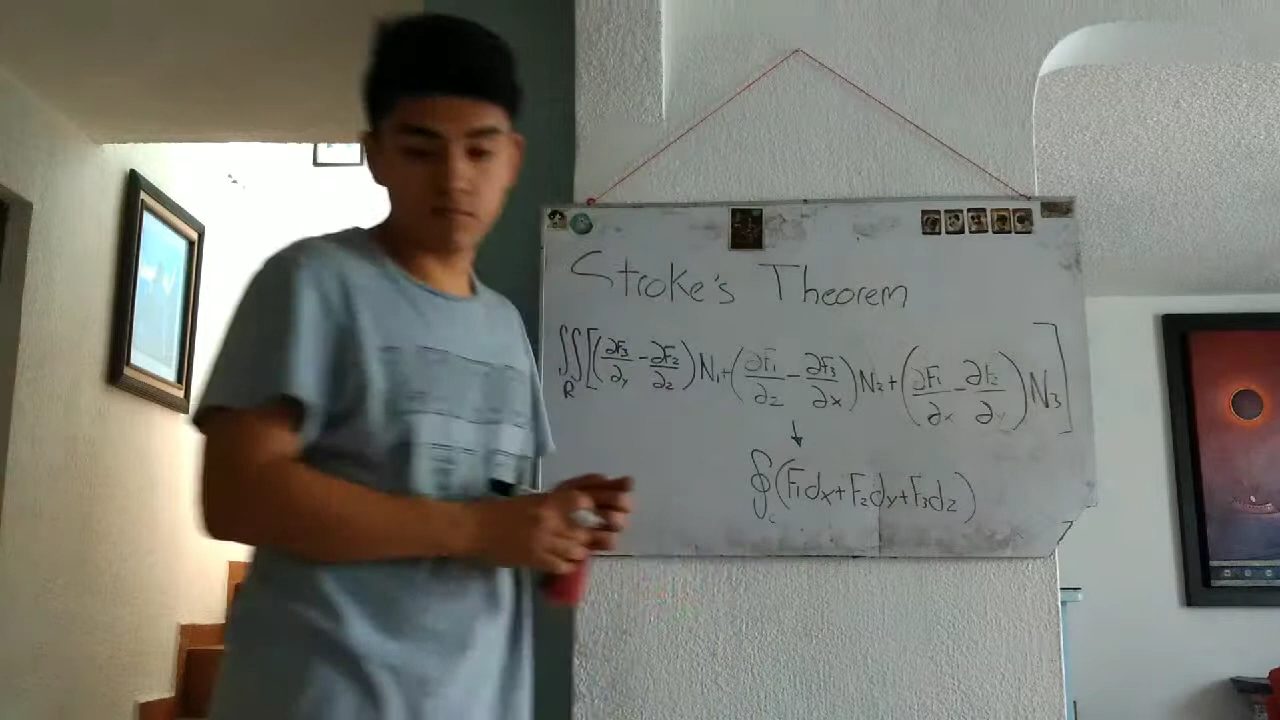 Stroke's Theorem
∬[(∂F₃/∂y - ∂F₂/∂z)N₁+(∂F₁/∂z - ∂F₃/∂x)N₂+(∂F₁/∂x - ∂F₂/∂y)N₃]
R
↓
∮(F₁dx+F₂dy+F₃dz)
c